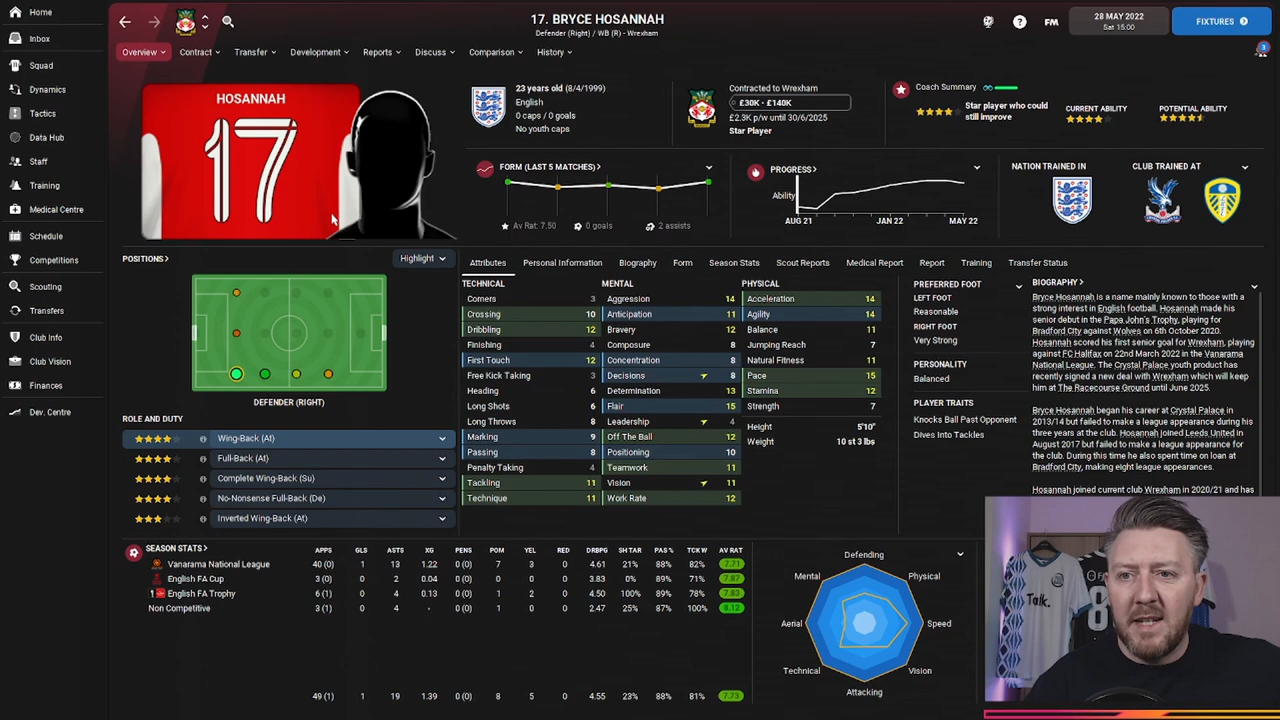 Home
Inbox
Squad
Dynamics
Tactics
Data Hub
Staff
Training
Medical Centre
Schedule
Competitions
Scouting
Transfers
Club Info
Club Vision
Finances
Dev. Centre
17. BRYCE HOSANNAH
Defender (Right) / WB (R) - Wrexham
FM
28 MAY 2022
Sat 15:00
FIXTURES
3
Overview
Contract
Transfer
Development
Reports
Discuss
Comparison
History
HOSANNAH
17
23 years old (8/4/1999)
English
0 caps / 0 goals
No youth caps
Contracted to Wrexham
£30K - £140K
£2.3K p/w until 30/6/2025
Star Player
Coach Summary
Star player who could
still improve
CURRENT ABILITY
POTENTIAL ABILITY
FORM (LAST 5 MATCHES)
Av Rat: 7.50
0 goals
2 assists
PROGRESS
Ability
AUG 21
JAN 22
MAY 22
NATION TRAINED IN
CLUB TRAINED AT
POSITIONS
Highlight
DEFENDER (RIGHT)
ROLE AND DUTY
Wing-Back (At)
Full-Back (At)
Complete Wing-Back (Su)
No-Nonsense Full-Back (De)
Inverted Wing-Back (At)
Attributes
Personal Information
Biography
Form
Season Stats
Scout Reports
Medical Report
Report
Training
Transfer Status
TECHNICAL
Corners 3
Crossing 10
Dribbling 12
Finishing 4
First Touch 12
Free Kick Taking 3
Heading 6
Long Shots 6
Long Throws 8
Marking 9
Passing 8
Penalty Taking 4
Tackling 11
Technique 11
MENTAL
Aggression 14
Anticipation 11
Bravery 12
Composure 8
Concentration 8
Decisions 8
Determination 13
Flair 15
Leadership 4
Off The Ball 12
Positioning 10
Teamwork 11
Vision 11
Work Rate 12
PHYSICAL
Acceleration 14
Agility 14
Balance 11
Jumping Reach 7
Natural Fitness 11
Pace 15
Stamina 12
Strength 7
Height 5'10"
Weight 10 st 3 lbs
PREFERRED FOOT
LEFT FOOT
Reasonable
RIGHT FOOT
Very Strong
PERSONALITY
Balanced
PLAYER TRAITS
Knocks Ball Past Opponent
Dives Into Tackles
BIOGRAPHY
Bryce Hosannah is a name mainly known to those with a
strong interest in English football. Hosannah made his
senior debut in the Papa John's Trophy, playing for
Bradford City against Wolves on 6th October 2020.
Hosannah scored his first senior goal for Wrexham, playing
against FC Halifax on 22nd March 2022 in the Vanarama
National League. The Crystal Palace youth product has
recently signed a new deal with Wrexham which will keep
him at The Racecourse Ground until June 2025.
Bryce Hosannah began his career at Crystal Palace in
2013/14 but failed to make a league appearance during his
three years at the club. Hosannah joined Leeds United in
August 2017 but failed to make a league appearance for
the club. During this time he also spent time on loan at
Bradford City, making eight league appearances.
Hosannah joined current club Wrexham in 2020/21 and has
SEASON STATS
APPS GLS ASTS XG PENS POM YEL RED DRBPG SH TAR PAS % TCK W AV RAT
Vanarama National League 40 (0) 1 13 1.22 0 (0) 7 3 0 4.61 21% 88% 82% 7.71
English FA Cup 3 (0) 0 2 0.04 0 (0) 0 0 0 3.83 0% 89% 71% 7.87
English FA Trophy 6 (1) 0 4 0.13 0 (0) 1 2 0 4.50 100% 89% 78% 7.83
Non Competitive 3 (1) 0 4 - 0 (0) 1 0 0 2.47 25% 87% 100% 8.12
49 (1) 1 19 1.39 0 (0) 8 5 0 4.55 23% 88% 81% 7.73
Defending
Physical
Speed
Vision
Attacking
Technical
Aerial
Mental
Talk.
8